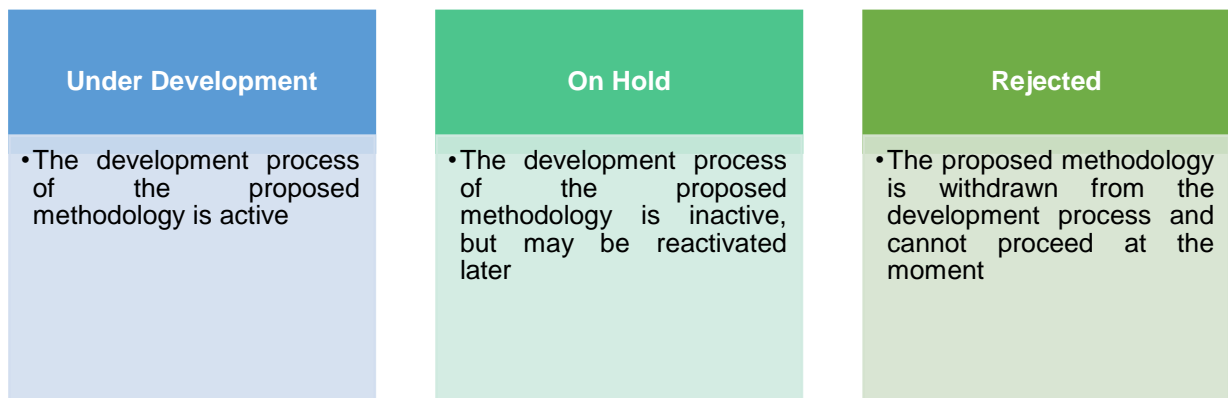 Under Development
•The development process
of the proposed
methodology is active
On Hold
•The development process
of the proposed
methodology is inactive,
but may be reactivated
later
Rejected
•The proposed methodology
is withdrawn from the
development process and
cannot proceed at the
moment